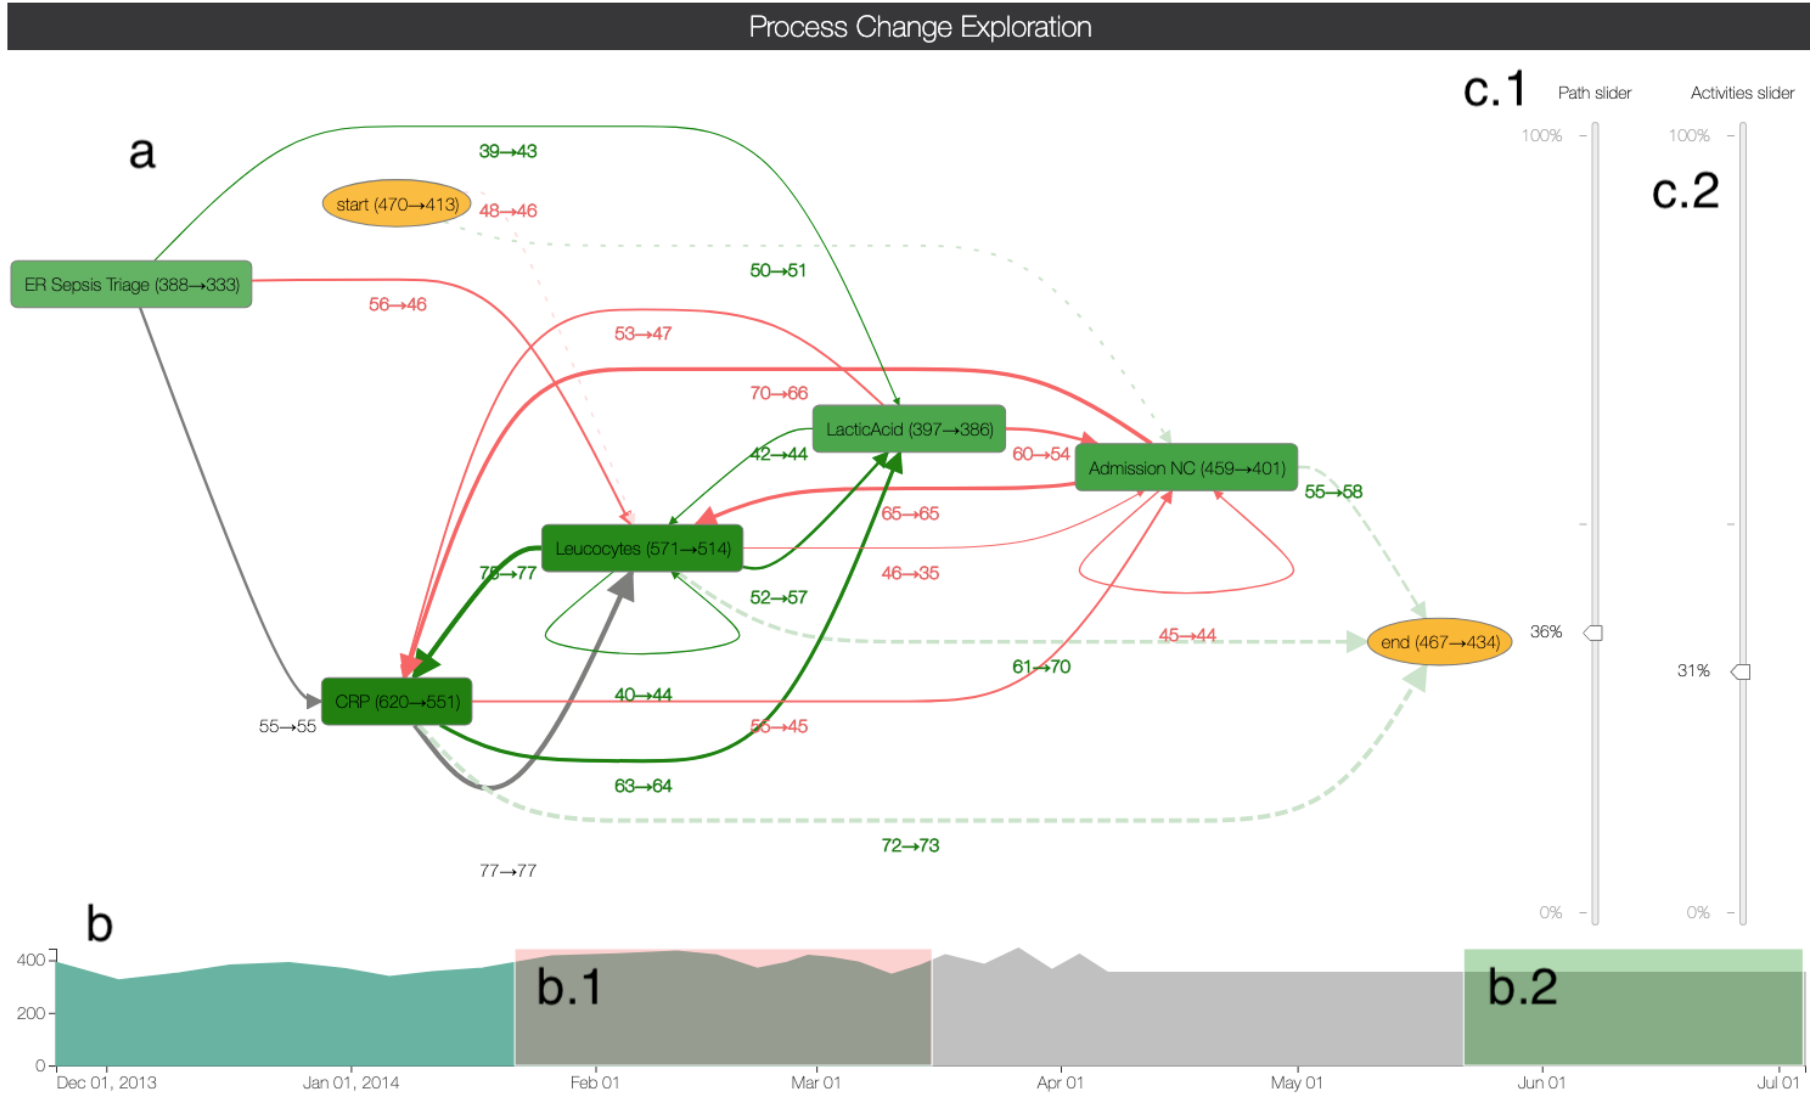 Process Change Exploration
c.1 Path slider Activities slider
100% 100%
a
39→43
c.2
start (470→413) 48→46
50→51
ER Sepsis Triage (388→333)
56→46
53→47
70→66
LacticAcid (397→386)
42→44 60→54
Admission NC (459→401)
55→58
65→65
Leucocytes (571→514)
75→77 46→35
52→57
36%
45→44
end (467→434)
61→70
31%
40→44
CRP (620→551)
55→55 55→45
63→64
72→73
77→77
0% 0%
b
400
b.1 b.2
200
0
Dec 01, 2013 Jan 01, 2014 Feb 01 Mar 01 Apr 01 May 01 Jun 01 Jul 01